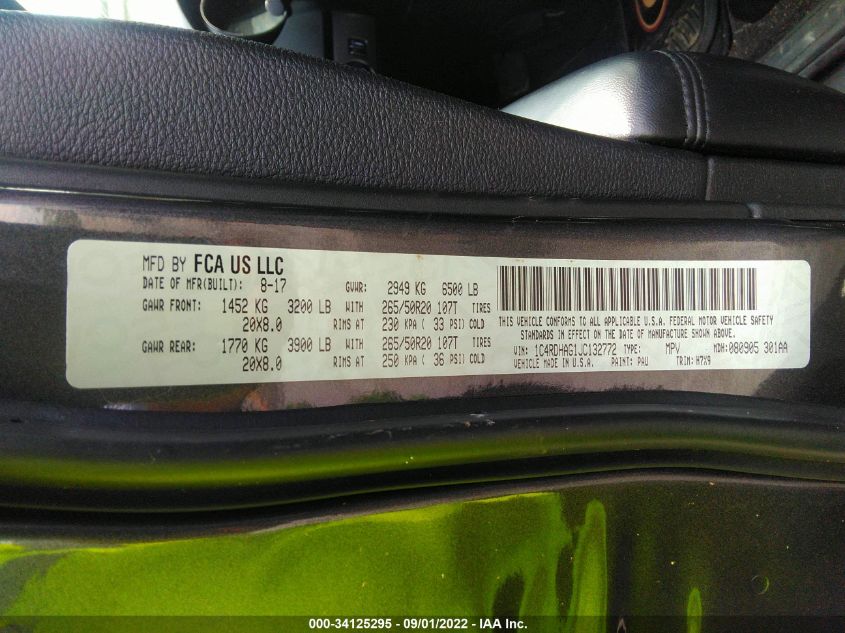 MFD BY FCA US LLC
DATE OF MFR(BUILT): 8-17 GVWR: 2949 KG 6500 LB
GAWR FRONT: 1452 KG 3200 LB WITH 265/50R20 107T TIRES
20X8.0 RIMS AT 230 KPA ( 33 PSI) COLD
GAWR REAR: 1770 KG 3900 LB WITH 265/50R20 107T TIRES
20X8.0 RIMS AT 250 KPA ( 36 PSI) COLD
THIS VEHICLE CONFORMS TO ALL APPLICABLE U.S.A. FEDERAL MOTOR VEHICLE SAFETY
STANDARDS IN EFFECT ON THE DATE OF MANUFACTURE SHOWN ABOVE.
VIN: 1C4RDHAG1JC132772 TYPE: MPV MDH: 080905 301AA
VEHICLE MADE IN U.S.A. PAINT: PAU TRIM: H7X9
000-34125295 - 09/01/2022 - IAA Inc.